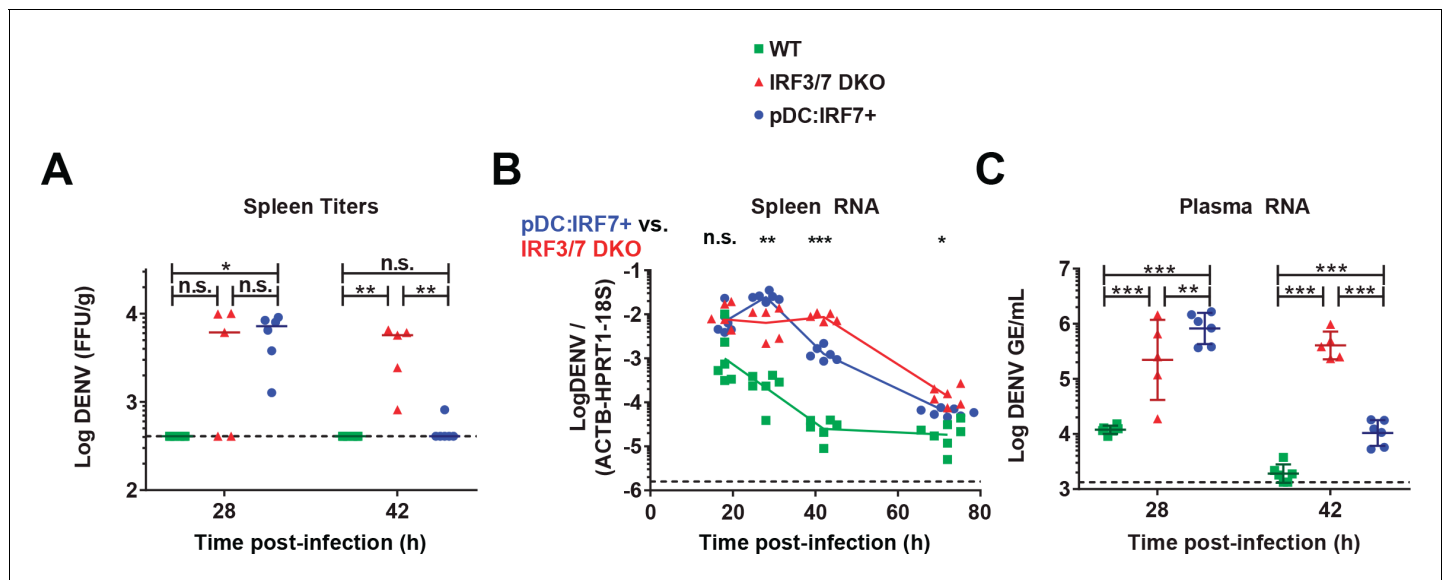 WT
IRF3/7 DKO
pDC:IRF7+
A
Spleen Titers
*
n.s.
n.s.
n.s.
**
**
4
3
2
Log DENV (FFU/g)
28
42
Time post-infection (h)
B
Spleen RNA
pDC:IRF7+ vs.
IRF3/7 DKO
n.s.
**
***
*
-1
-2
-3
-4
-5
-6
LogDENV /
(ACTB-HPRT1-18S)
0
20
40
60
80
Time post-infection (h)
C
Plasma RNA
***
***
**
***
***
***
7
6
5
4
3
Log DENV GE/mL
28
42
Time post-infection (h)